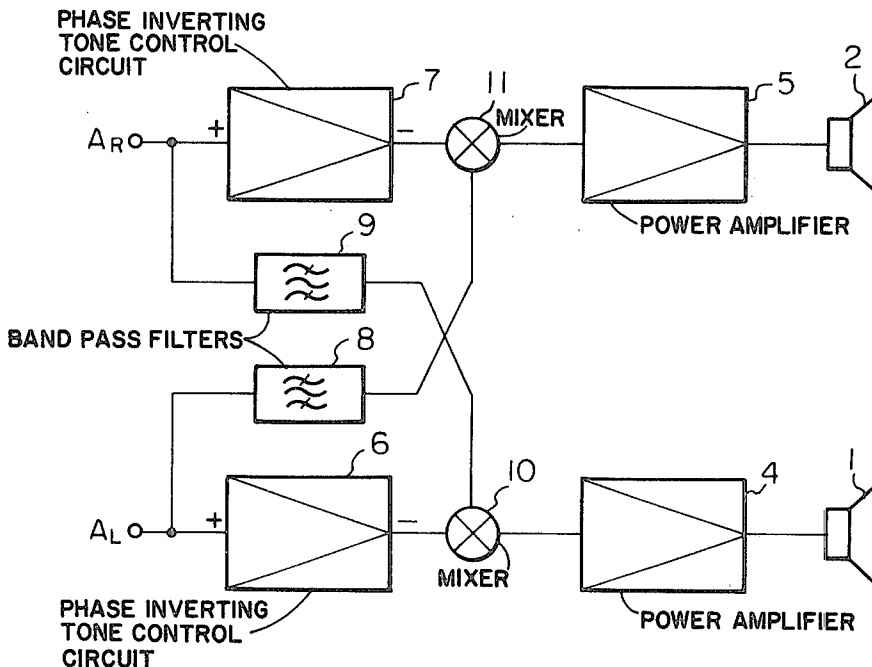 PHASE INVERTING
TONE CONTROL
CIRCUIT
7
11
MIXER
5
2
AR
+
−
POWER AMPLIFIER
9
BAND PASS FILTERS
8
6
10
4
1
AL
+
−
MIXER
POWER AMPLIFIER
PHASE INVERTING
TONE CONTROL
CIRCUIT